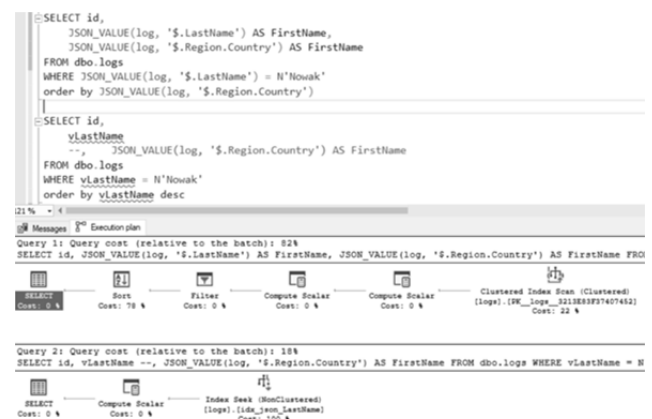 SELECT id,
JSON_VALUE(log, '$.LastName') AS FirstName,
JSON_VALUE(log, '$.Region.Country') AS FirstName
FROM dbo.logs
WHERE JSON_VALUE(log, '$.LastName') = N'Nowak'
order by JSON_VALUE(log, '$.Region.Country')
SELECT id,
vLastName
--, JSON_VALUE(log, '$.Region.Country') AS FirstName
FROM dbo.logs
WHERE vLastName = N'Nowak'
order by vLastName desc
121 %
Messages Execution plan
Query 1: Query cost (relative to the batch): 82%
SELECT id, JSON_VALUE(log, '$.LastName') AS FirstName, JSON_VALUE(log, '$.Region.Country') AS FirstName FRO
SELECT Sort Filter Compute Scalar Compute Scalar Clustered Index Scan (Clustered)
Cost: 0 % Cost: 78 % Cost: 0 % Cost: 0 % Cost: 0 % [logs].[PK__logs__3213E83F37407452]
Cost: 22 %
Query 2: Query cost (relative to the batch): 18%
SELECT id, vLastName --, JSON_VALUE(log, '$.Region.Country') AS FirstName FROM dbo.logs WHERE vLastName = N
SELECT Compute Scalar Index Seek (NonClustered)
Cost: 0 % Cost: 0 % [logs].[idx_json_LastName]
Cost: 100 %